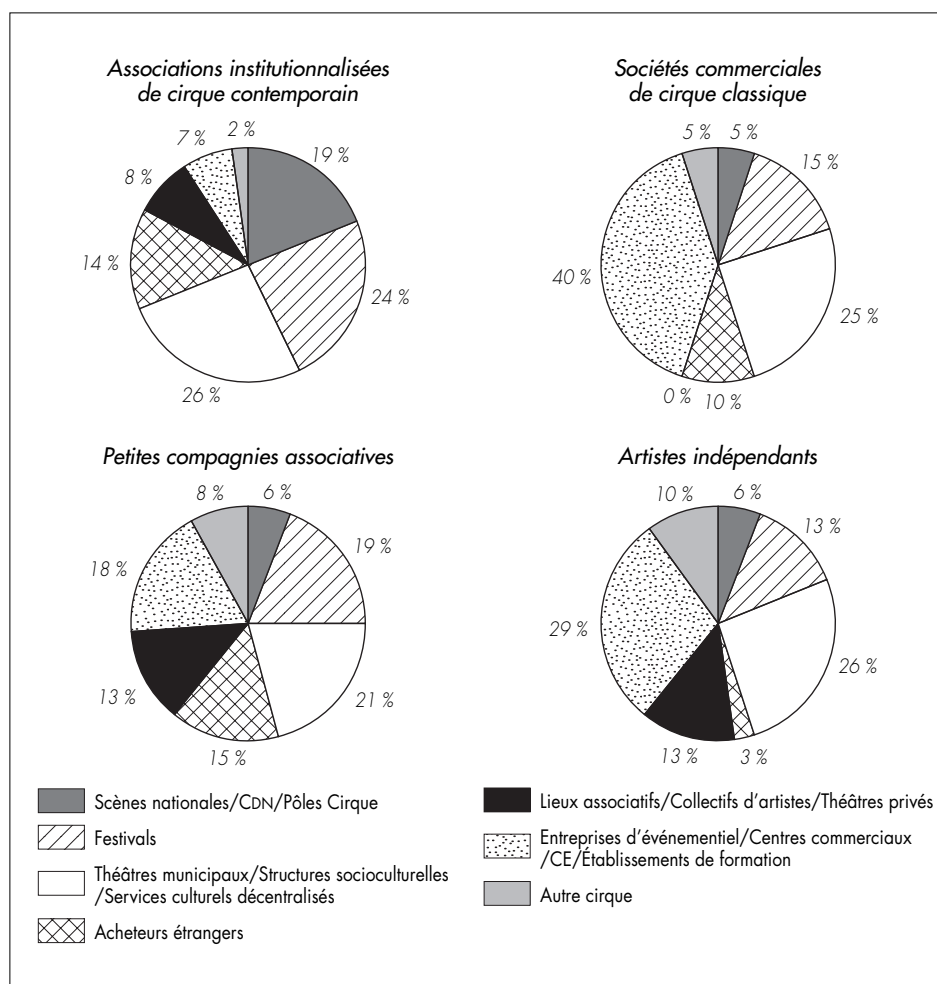 Associations institutionnalisées
de cirque contemporain
2 %
7 %
19 %
8 %
14 %
24 %
26 %
Sociétés commerciales
de cirque classique
5 %
5 %
15 %
40 %
25 %
0 %
10 %
Petites compagnies associatives
8 %
6 %
19 %
18 %
13 %
21 %
15 %
Artistes indépendants
10 %
6 %
13 %
29 %
26 %
13 %
3 %
Scènes nationales/CDN/Pôles Cirque
Festivals
Théâtres municipaux/Structures socioculturelles
/Services culturels décentralisés
Acheteurs étrangers
Lieux associatifs/Collectifs d'artistes/Théâtres privés
Entreprises d'événementiel/Centres commerciaux
/CE/Établissements de formation
Autre cirque